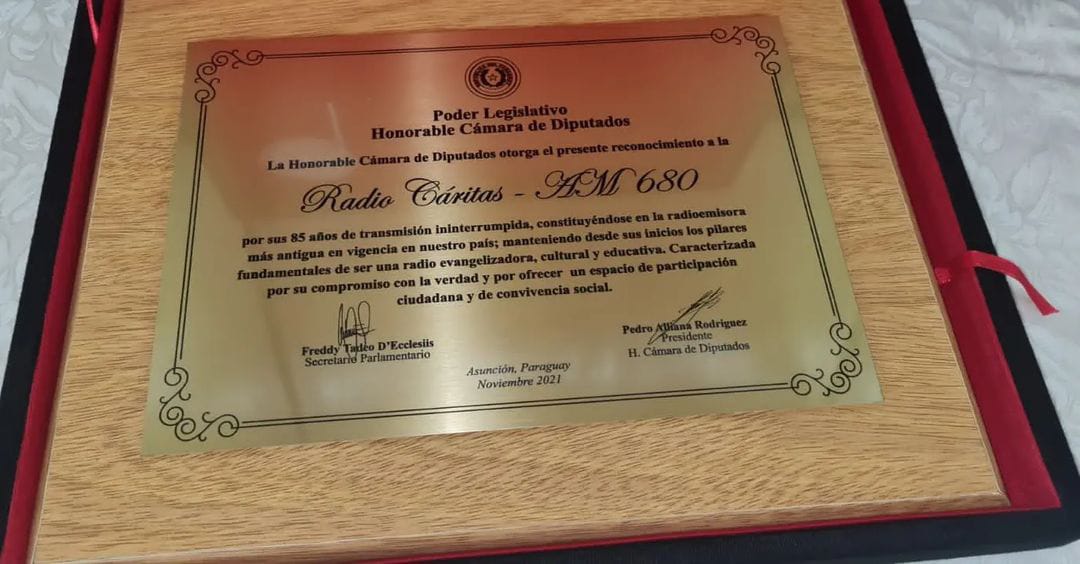 Poder Legislativo
Honorable Cámara de Diputados
La Honorable Cámara de Diputados otorga el presente reconocimiento a la
Radio Cáritas - AM 680
por sus 85 años de transmisión ininterrumpida, constituyéndose en la radioemisora
más antigua en vigencia en nuestro país; manteniendo desde sus inicios los pilares
fundamentales de ser una radio evangelizadora, cultural y educativa. Caracterizada
por su compromiso con la verdad y por ofrecer un espacio de participación
ciudadana y de convivencia social.
Freddy Tadeo D'Ecclesiis
Secretario Parlamentario
Pedro Alliana Rodríguez
Presidente
H. Cámara de Diputados
Asunción, Paraguay
Noviembre 2021